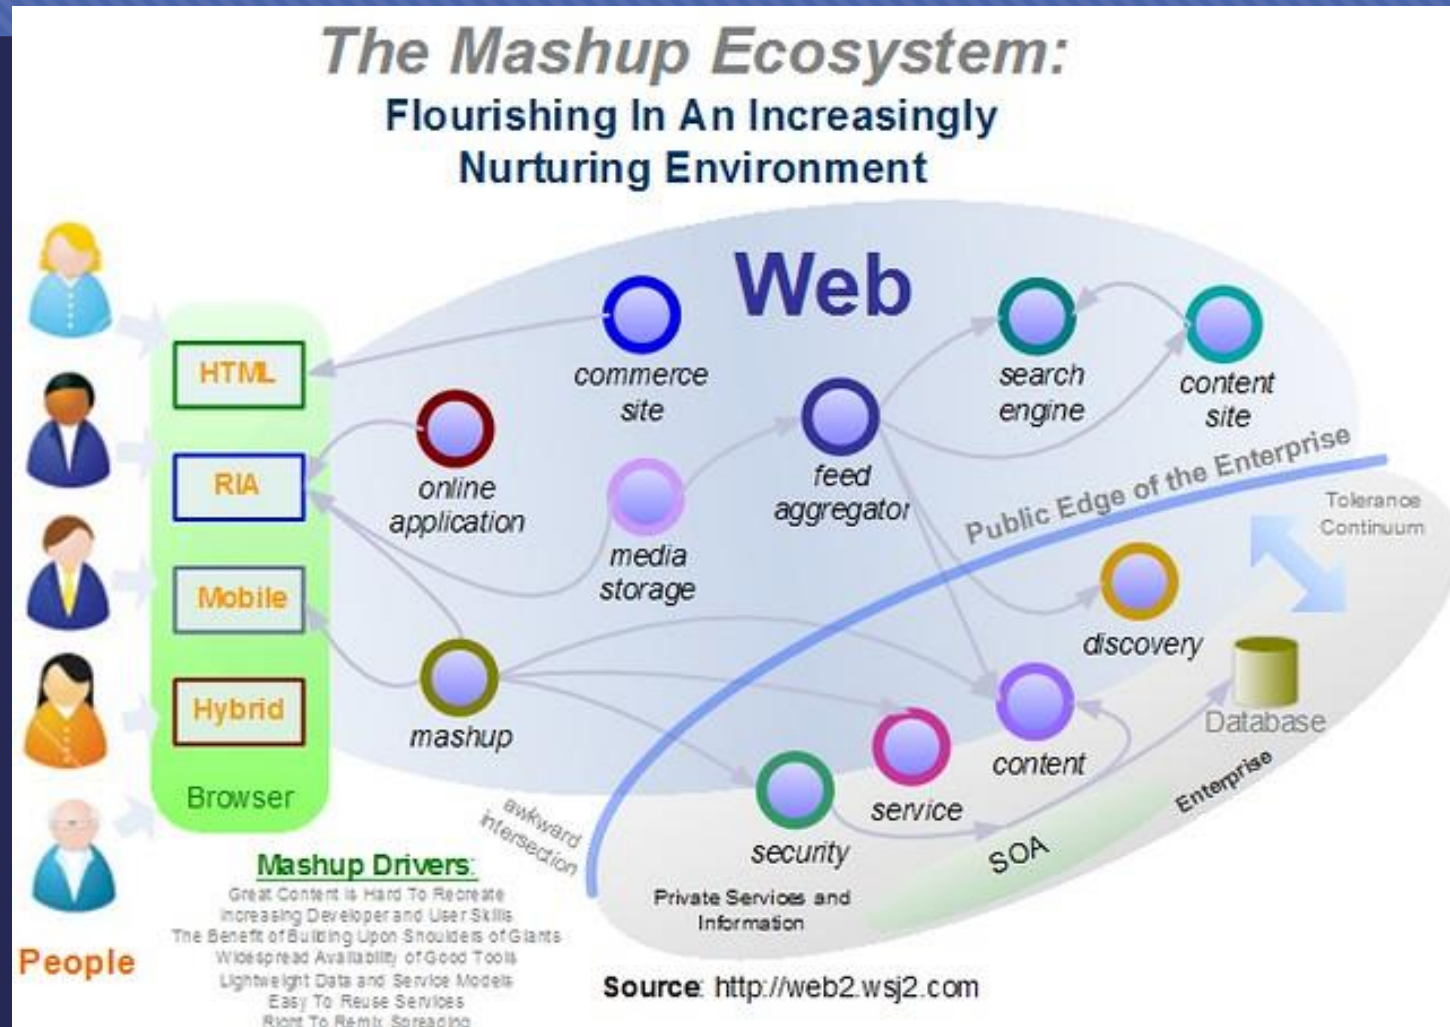 The Mashup Ecosystem:
Flourishing In An Increasingly
Nurturing Environment
Web
HTML
RIA
Mobile
Hybrid
Browser
People
commerce
site
online
application
media
storage
mashup
feed
aggregator
search
engine
content
site
Public Edge of the Enterprise
Tolerance
Continuum
discovery
Database
content
service
security
Enterprise
SOA
awkward
intersection
Private Services and
Information
Mashup Drivers:
Great Content is Hard To Recreate
Increasing Developer and User Skills
The Benefit of Building Upon Shoulders of Giants
Widespread Availability of Good Tools
Lightweight Data and Service Models
Easy To Reuse Services
Right To Remix Spreading
Source: http://web2.wsj2.com